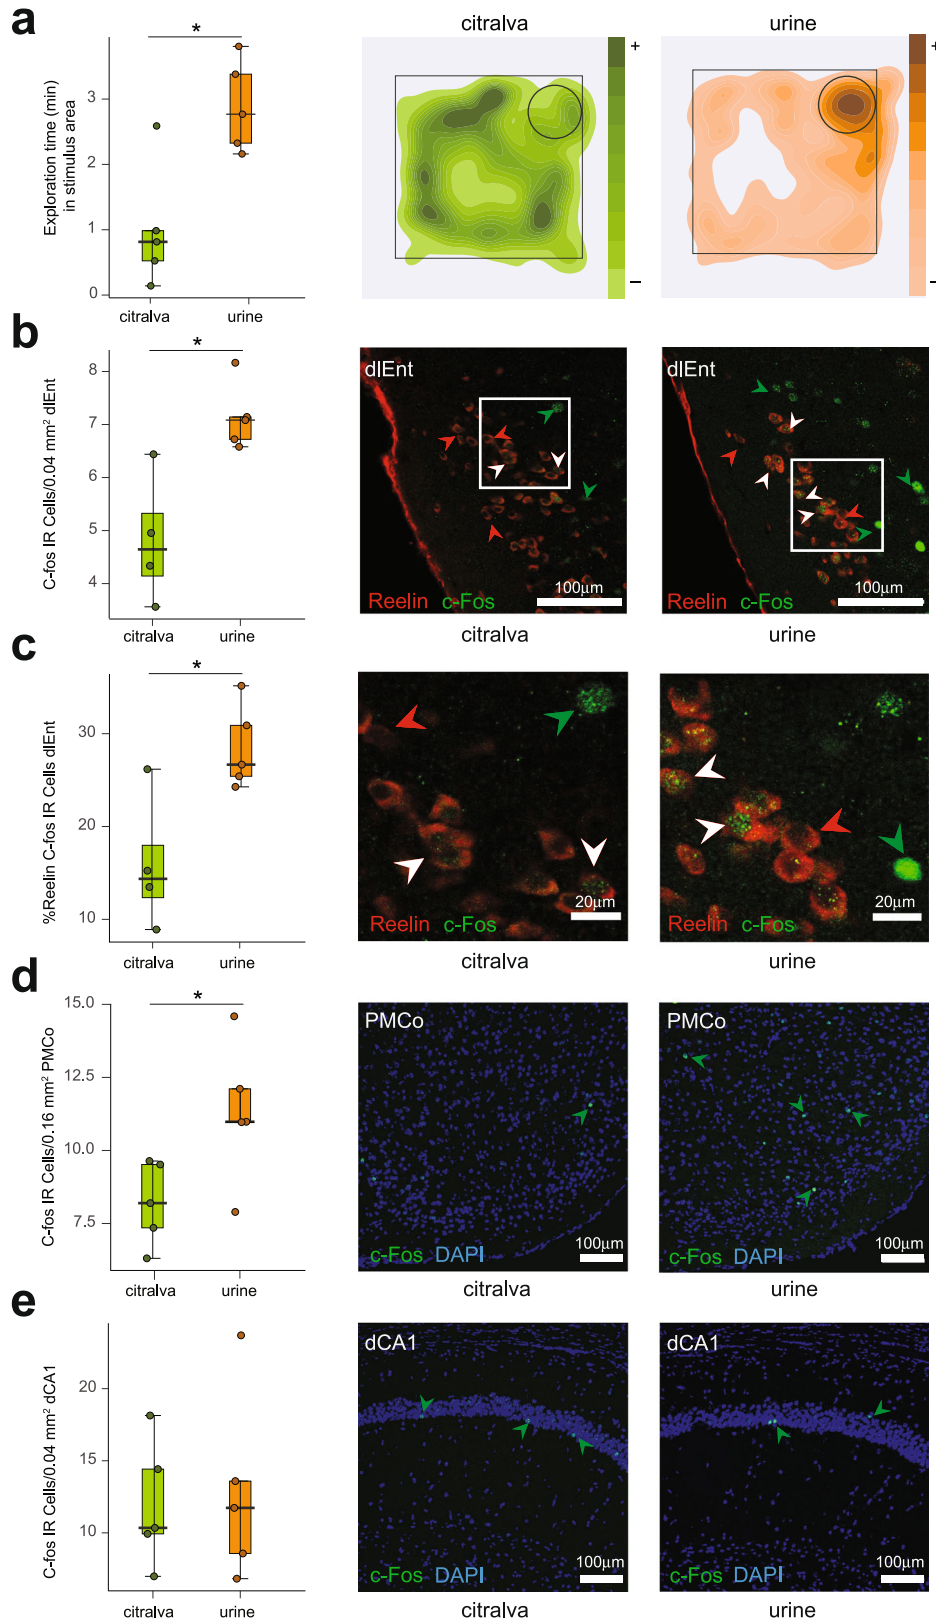 a
*
Exploration time (min)
in stimulus area
3
2
1
0
citralva
urine
citralva
+
–
urine
+
–
b
*
C-fos IR Cells/0.04 mm² dlEnt
8
7
6
5
4
citralva
urine
dlEnt
Reelin c-Fos
100μm
citralva
dlEnt
Reelin c-Fos
100μm
urine
c
*
%Reelin C-fos IR Cells dlEnt
30
20
10
citralva
urine
Reelin c-Fos
20μm
citralva
Reelin c-Fos
20μm
urine
d
*
C-fos IR Cells/0.16 mm² PMCo
15.0
12.5
10.0
7.5
citralva
urine
PMCo
c-Fos DAPI
100μm
citralva
PMCo
c-Fos DAPI
100μm
urine
e
C-fos IR Cells/0.04 mm² dCA1
20
15
10
citralva
urine
dCA1
c-Fos DAPI
100μm
citralva
dCA1
c-Fos DAPI
100μm
urine